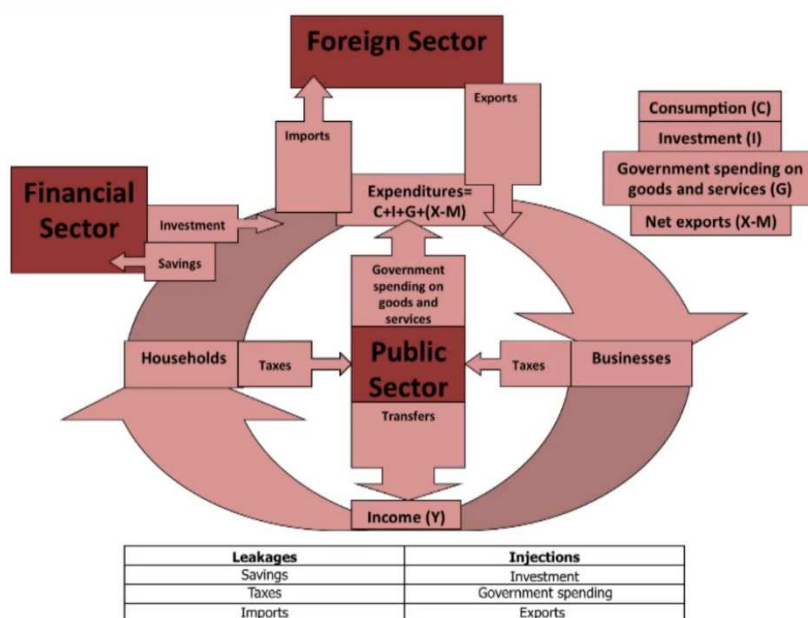 Foreign Sector
Exports
Imports
Consumption (C)
Investment (I)
Government spending on
goods and services (G)
Net exports (X-M)
Financial
Sector
Investment
Savings
Expenditures=
C+I+G+(X-M)
Government
spending on
goods and
services
Households
Taxes
Public
Sector
Taxes
Businesses
Transfers
Income (Y)
Leakages Injections
Savings Investment
Taxes Government spending
Imports Exports